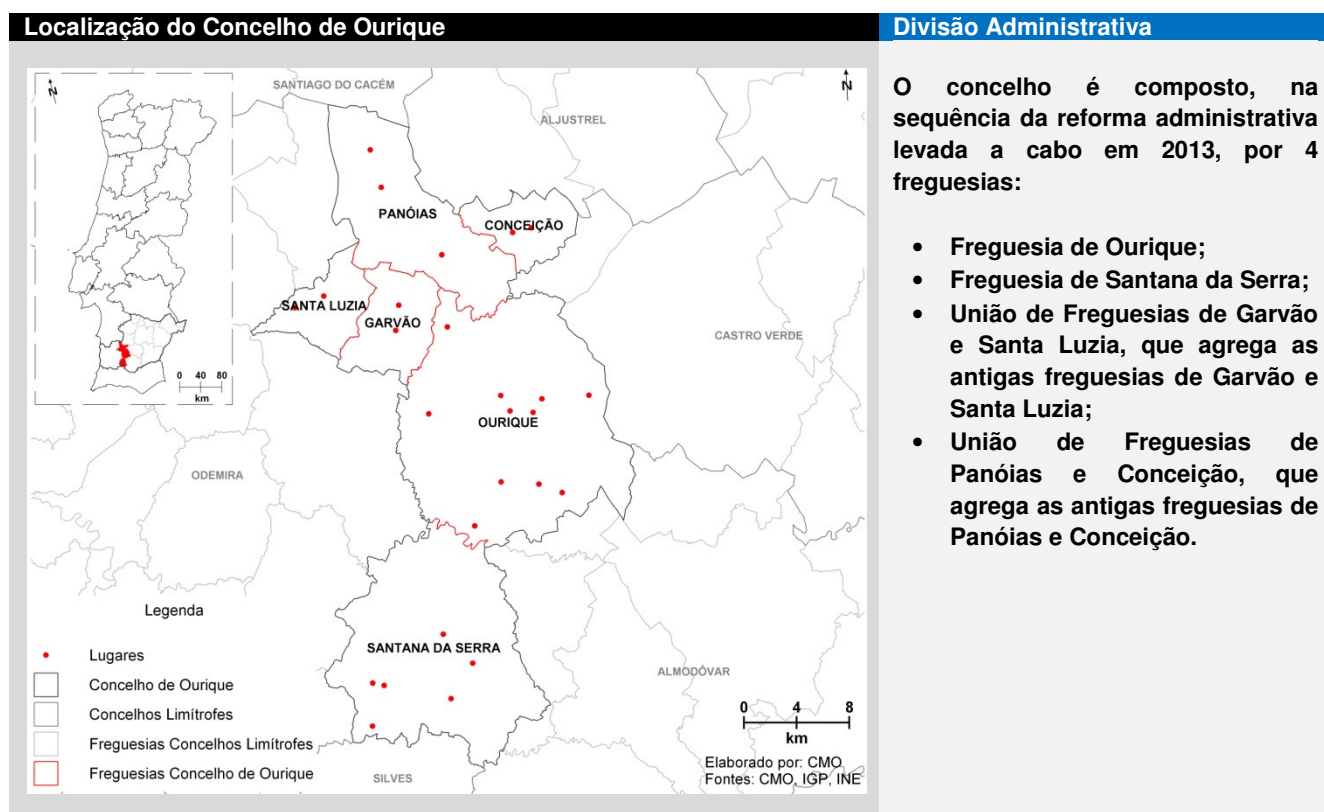 Localização do Concelho de Ourique
N
SANTIAGO DO CACÉM
N
ALJUSTREL
PANÓIAS
CONCEIÇÃO
SANTA LUZIA
GARVÃO
CASTRO VERDE
0 40 80
km
OURIQUE
ODEMIRA
Legenda
SANTANA DA SERRA
Lugares
ALMODÔVAR
Concelho de Ourique
Concelhos Limítrofes
0 4 8
km
Freguesias Concelhos Limítrofes
Freguesias Concelho de Ourique
SILVES
Elaborado por: CMO
Fontes: CMO, IGP, INE
Divisão Administrativa
O concelho é composto, na
sequência da reforma administrativa
levada a cabo em 2013, por 4
freguesias:
• Freguesia de Ourique;
• Freguesia de Santana da Serra;
• União de Freguesias de Garvão
e Santa Luzia, que agrega as
antigas freguesias de Garvão e
Santa Luzia;
• União de Freguesias de
Panóias e Conceição, que
agrega as antigas freguesias de
Panóias e Conceição.